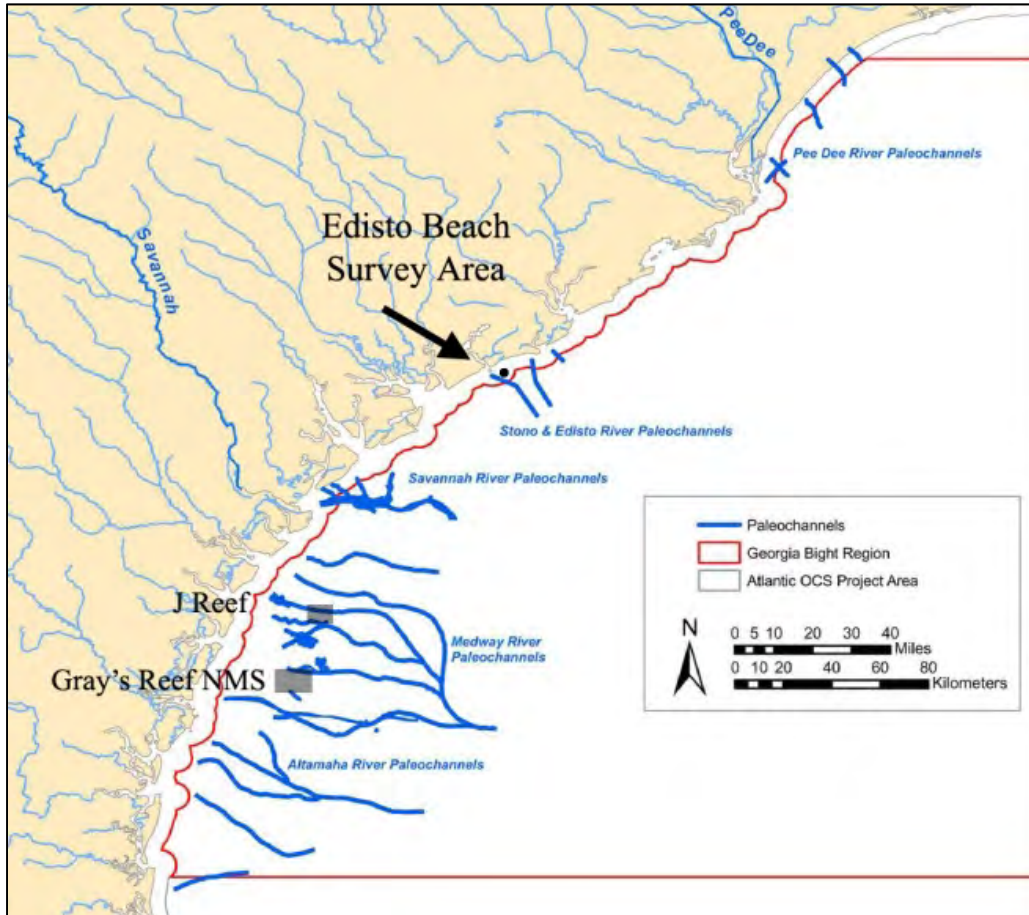 PeeDee
Pee Dee River Paleochannels
Edisto Beach
Survey Area
Savannah
Stono & Edisto River Paleochannels
Savannah River Paleochannels
J Reef
Medway River
Paleochannels
Gray's Reef NMS
Altamaha River Paleochannels
Paleochannels
Georgia Bight Region
Atlantic OCS Project Area
N
0 5 10 20 30 40
Miles
0 10 20 40 60 80
Kilometers